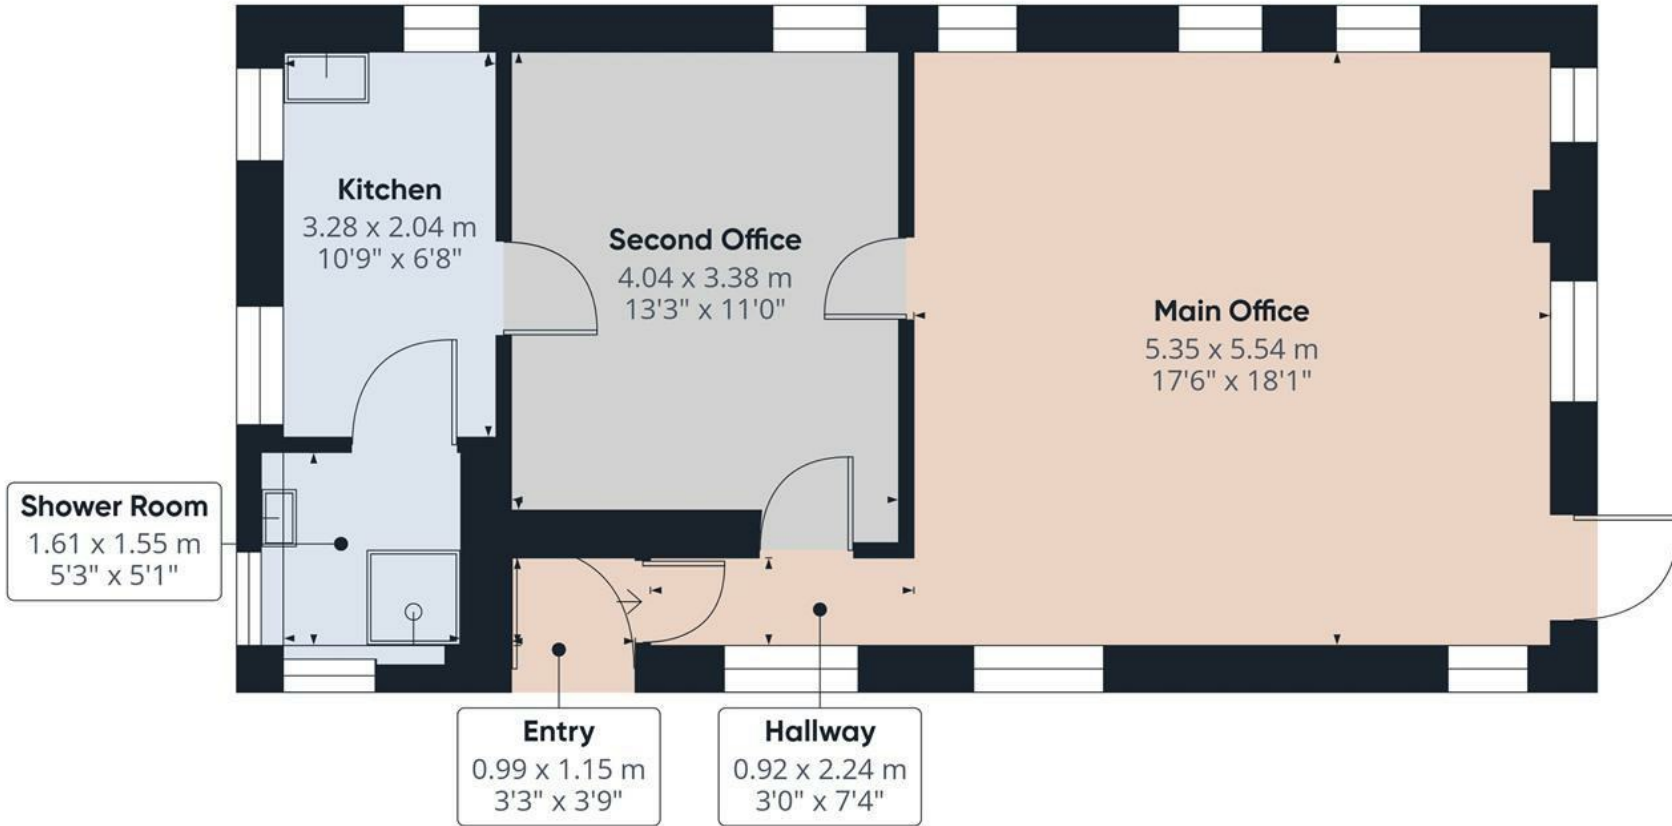 Kitchen
3.28 x 2.04 m
10'9" x 6'8"
Second Office
4.04 x 3.38 m
13'3" x 11'0"
Main Office
5.35 x 5.54 m
17'6" x 18'1"
Shower Room
1.61 x 1.55 m
5'3" x 5'1"
Entry
0.99 x 1.15 m
3'3" x 3'9"
Hallway
0.92 x 2.24 m
3'0" x 7'4"